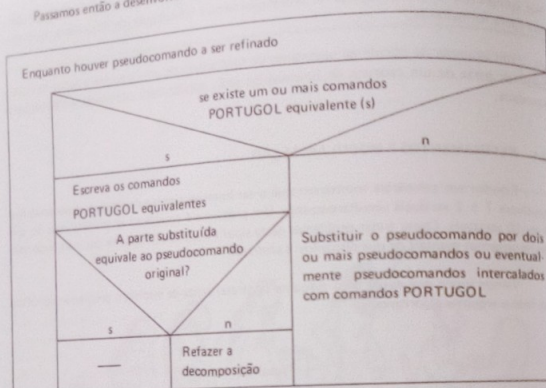 Passamos então a
Enquanto houver pseudocomando a ser refinado
se existe um ou mais comandos
PORTUGOL equivalente (s)
s
n
Escreva os comandos
PORTUGOL equivalentes
A parte substituída
equivale ao pseudocomando
original?
s
n
Substituir o pseudocomando por dois
ou mais pseudocomandos ou eventual-
mente pseudocomandos intercalados
com comandos PORTUGOL
—
Refazer a
decomposição